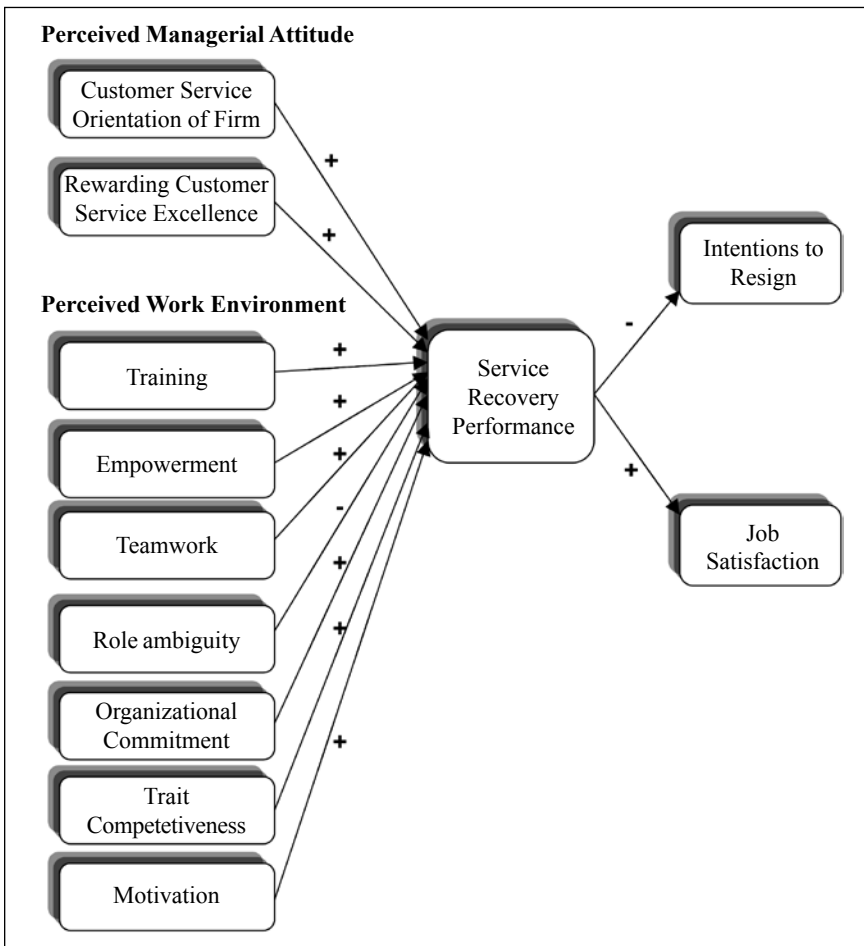 Perceived Managerial Attitude
Customer Service
Orientation of Firm
+
Rewarding Customer
Service Excellence
+
Perceived Work Environment
Training
+
Empowerment
+
Teamwork
+
Role ambiguity
-
Organizational
Commitment
+
Trait
Competetiveness
+
Motivation
+
Service
Recovery
Performance
-
Intentions to
Resign
+
Job
Satisfaction